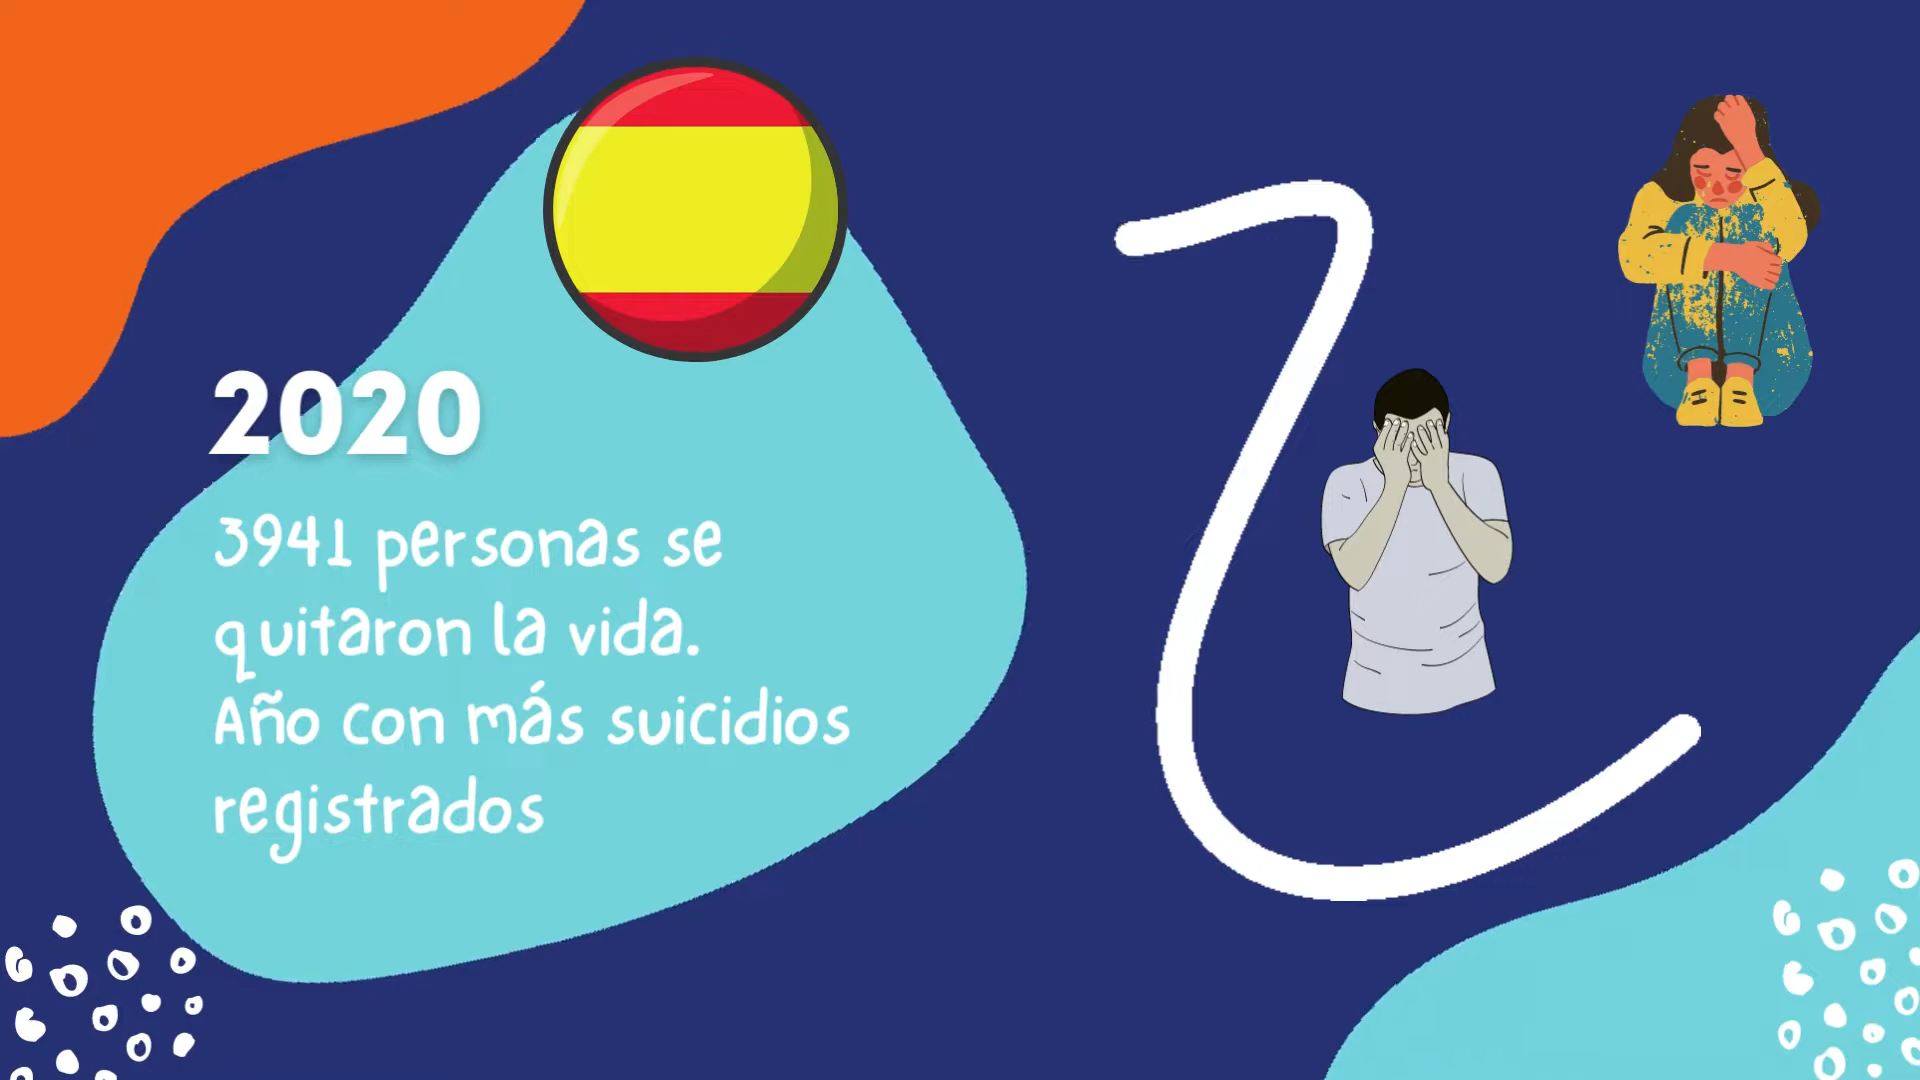 2020
3941 personas se
quitaron la vida.
Año con más suicidios
registrados